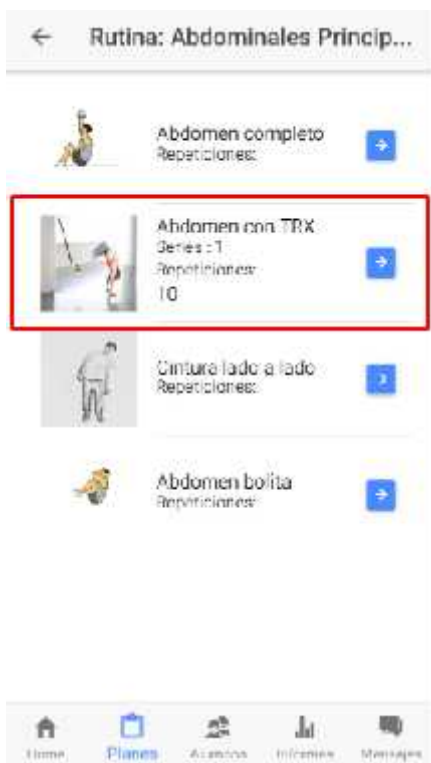 Rutina: Abdominales Princip...
Abdomen completo
Repeticiones:
Abdomen con TRX
Series : 1
Repeticiones:
10
Cintura lado a lado
Repeticiones:
Abdomen bolita
Repeticiones:
Home Planes Alumnos Informes Mensajes